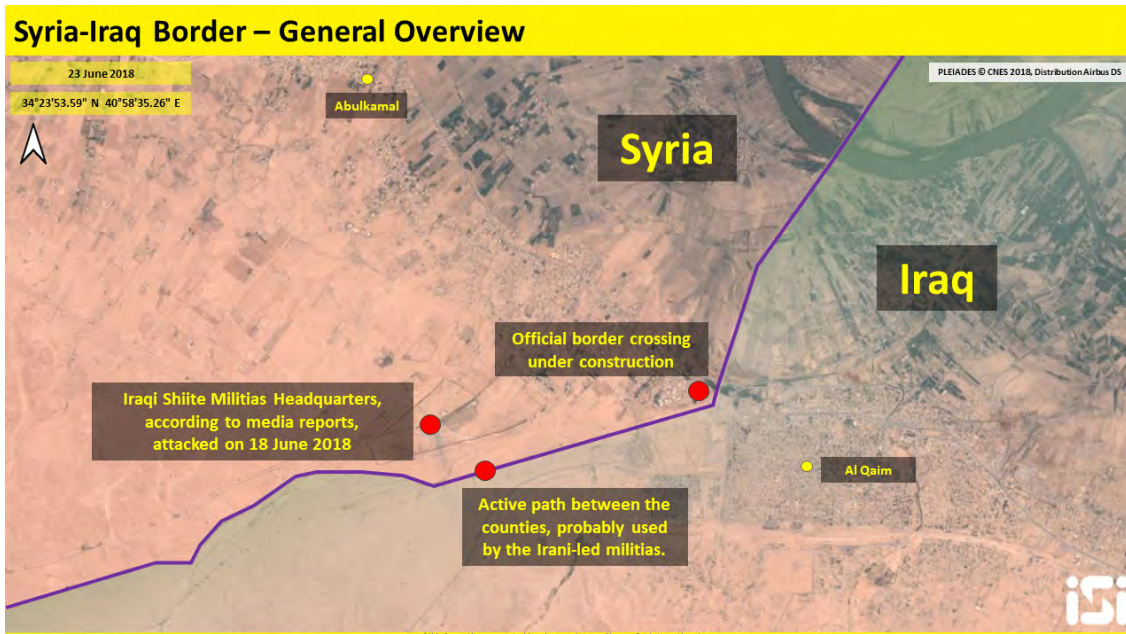 Syria-Iraq Border – General Overview
23 June 2018
PLEIADES © CNES 2018, Distribution Airbus DS
34°23'53.59" N 40°58'35.26" E
Abulkamal
Syria
Iraq
Official border crossing
under construction
Iraqi Shiite Militias Headquarters,
according to media reports,
attacked on 18 June 2018
Al Qaim
Active path between the
counties, probably used
by the Irani-led militias.
iSi